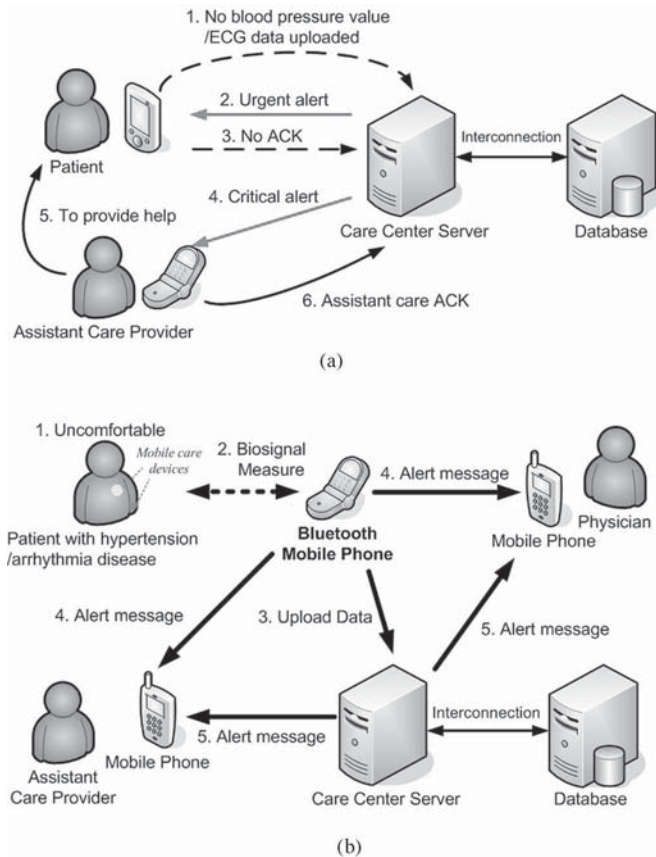 1. No blood pressure value
/ECG data uploaded
2. Urgent alert
3. No ACK
Patient
Interconnection
4. Critical alert
5. To provide help
Care Center Server
Database
6. Assistant care ACK
Assistant Care Provider
(a)
1. Uncomfortable
Mobile care
devices
2. Biosignal
Measure
4. Alert message
Physician
Patient with hypertension
/arrhythmia disease
Bluetooth
Mobile Phone
Mobile Phone
4. Alert message
3. Upload Data
5. Alert message
Interconnection
5. Alert message
Mobile Phone
Assistant
Care Provider
Care Center Server
Database
(b)